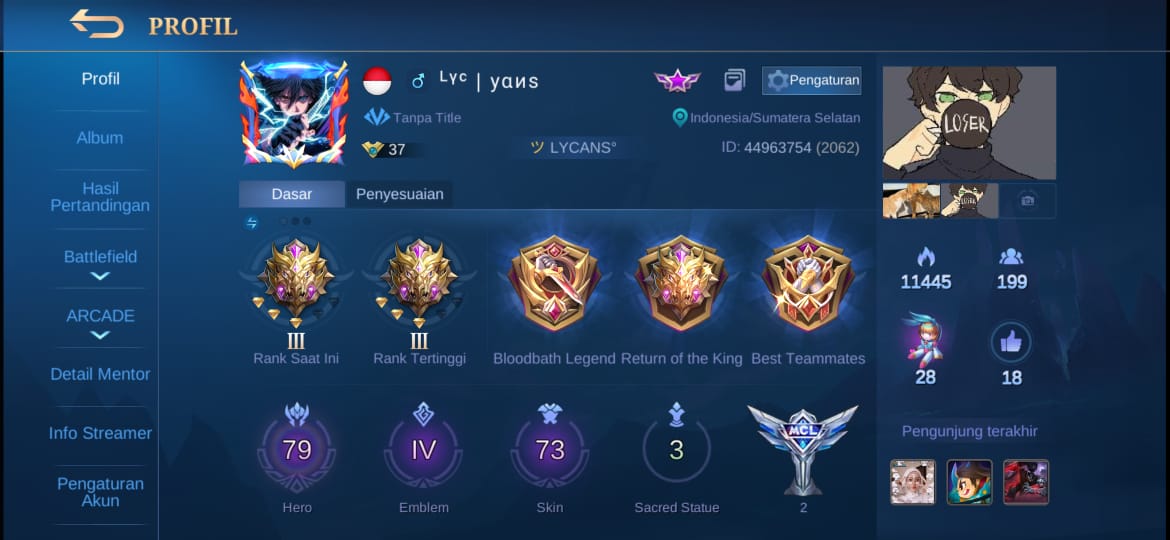 PROFIL
Profil
Album
Hasil
Pertandingan
Battlefield
ARCADE
Detail Mentor
Info Streamer
Pengaturan
Akun
ᴸʸᶜ | yαиs
Pengaturan
Tanpa Title
Indonesia/Sumatera Selatan
37
ツ LYCANS°
ID: 44963754 (2062)
Dasar
Penyesuaian
III
III
Rank Saat Ini
Rank Tertinggi
Bloodbath Legend
Return of the King
Best Teammates
79
IV
73
3
MCL
Hero
Emblem
Skin
Sacred Statue
2
LOSER
11445
199
28
18
Pengunjung terakhir